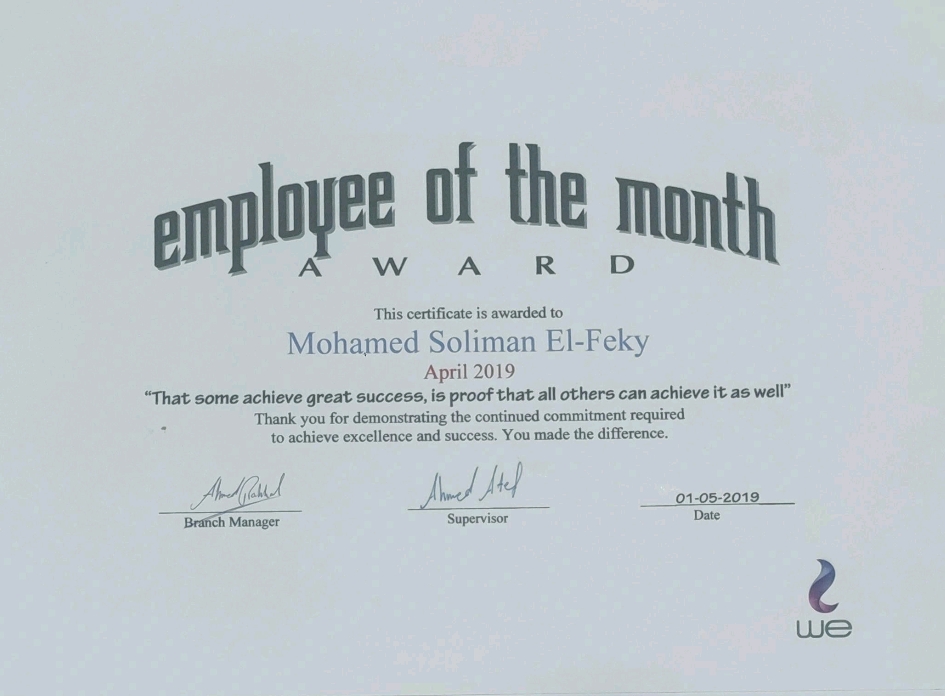 employee of the month
AWARD
This certificate is awarded to
Mohamed Soliman El-Feky
April 2019
“That some achieve great success, is proof that all others can achieve it as well”
Thank you for demonstrating the continued commitment required
to achieve excellence and success. You made the difference.
Ahmed
Ahmed Atef
01-05-2019
Branch Manager
Supervisor
Date
we